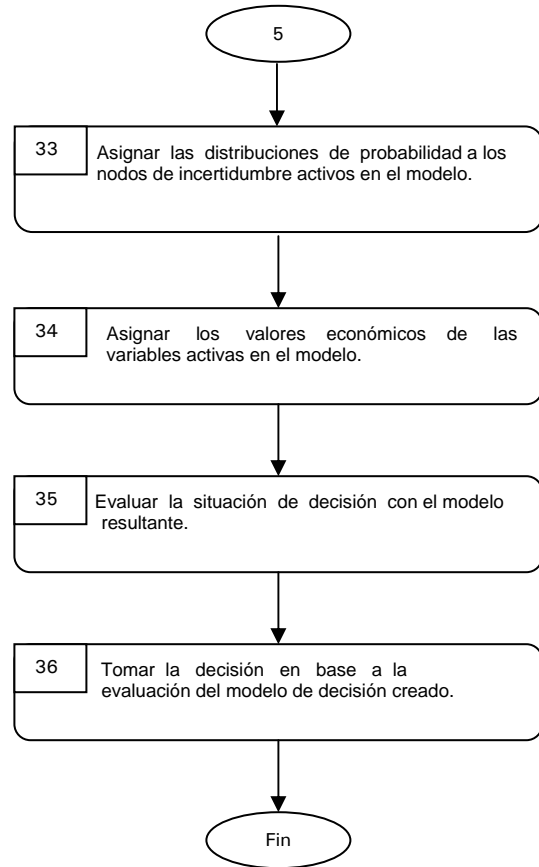 5
33
Asignar las distribuciones de probabilidad a los
nodos de incertidumbre activos en el modelo.
34
Asignar los valores económicos de las
variables activas en el modelo.
35
Evaluar la situación de decisión con el modelo
resultante.
36
Tomar la decisión en base a la
evaluación del modelo de decisión creado.
Fin